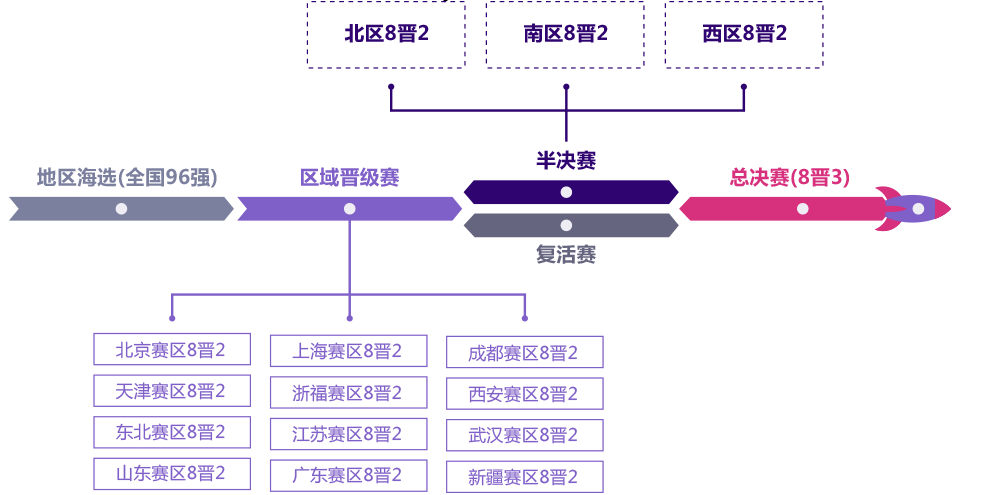 北区8晋2
南区8晋2
西区8晋2
半决赛
地区海选(全国96强)
区域晋级赛
总决赛(8晋3)
复活赛
北京赛区8晋2
上海赛区8晋2
成都赛区8晋2
天津赛区8晋2
浙福赛区8晋2
西安赛区8晋2
东北赛区8晋2
江苏赛区8晋2
武汉赛区8晋2
山东赛区8晋2
广东赛区8晋2
新疆赛区8晋2